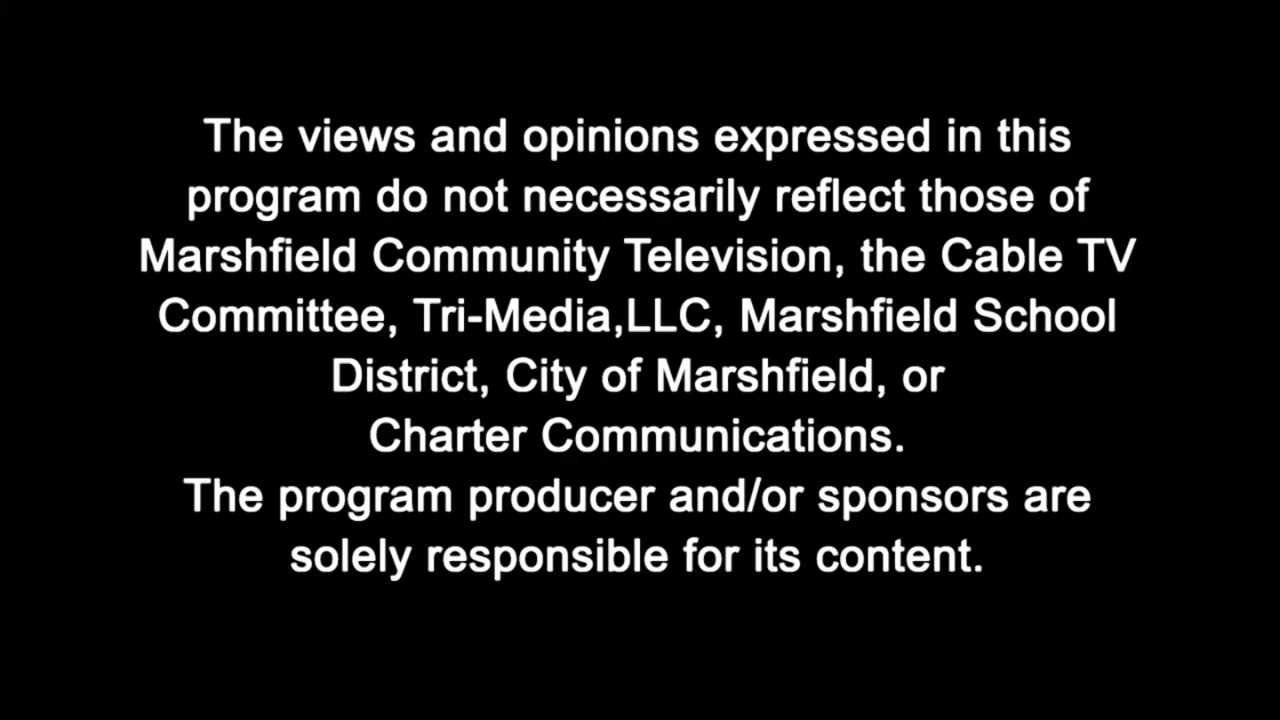 The views and opinions expressed in this
program do not necessarily reflect those of
Marshfield Community Television, the Cable TV
Committee, Tri-Media,LLC, Marshfield School
District, City of Marshfield, or
Charter Communications.
The program producer and/or sponsors are
solely responsible for its content.